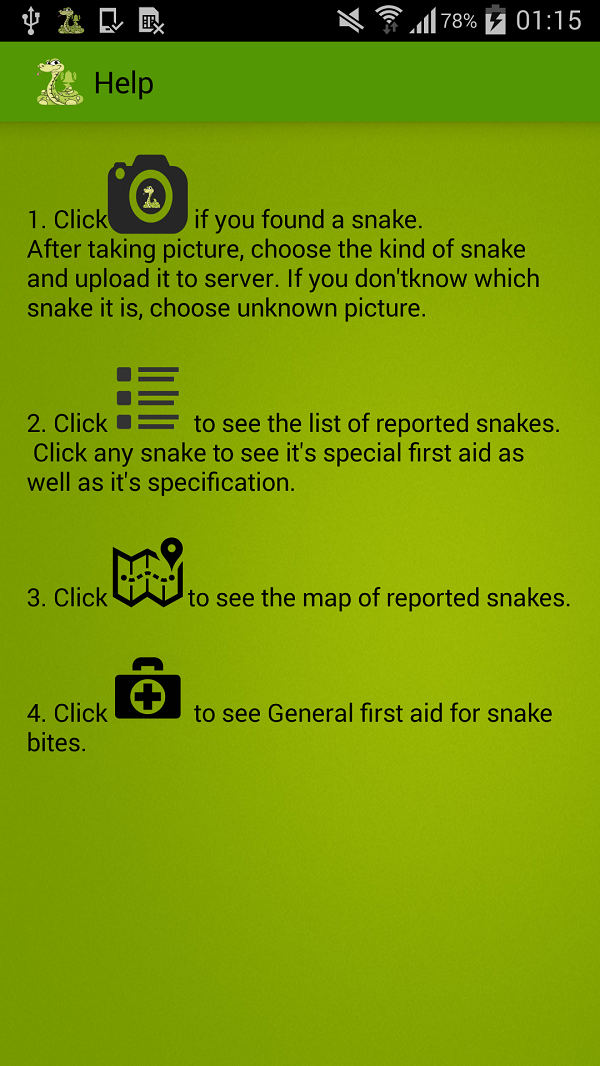 78% 01:15
Help
1. Click if you found a snake.
After taking picture, choose the kind of snake
and upload it to server. If you don'tknow which
snake it is, choose unknown picture.
2. Click to see the list of reported snakes.
Click any snake to see it's special first aid as
well as it's specification.
3. Click to see the map of reported snakes.
4. Click to see General first aid for snake
bites.